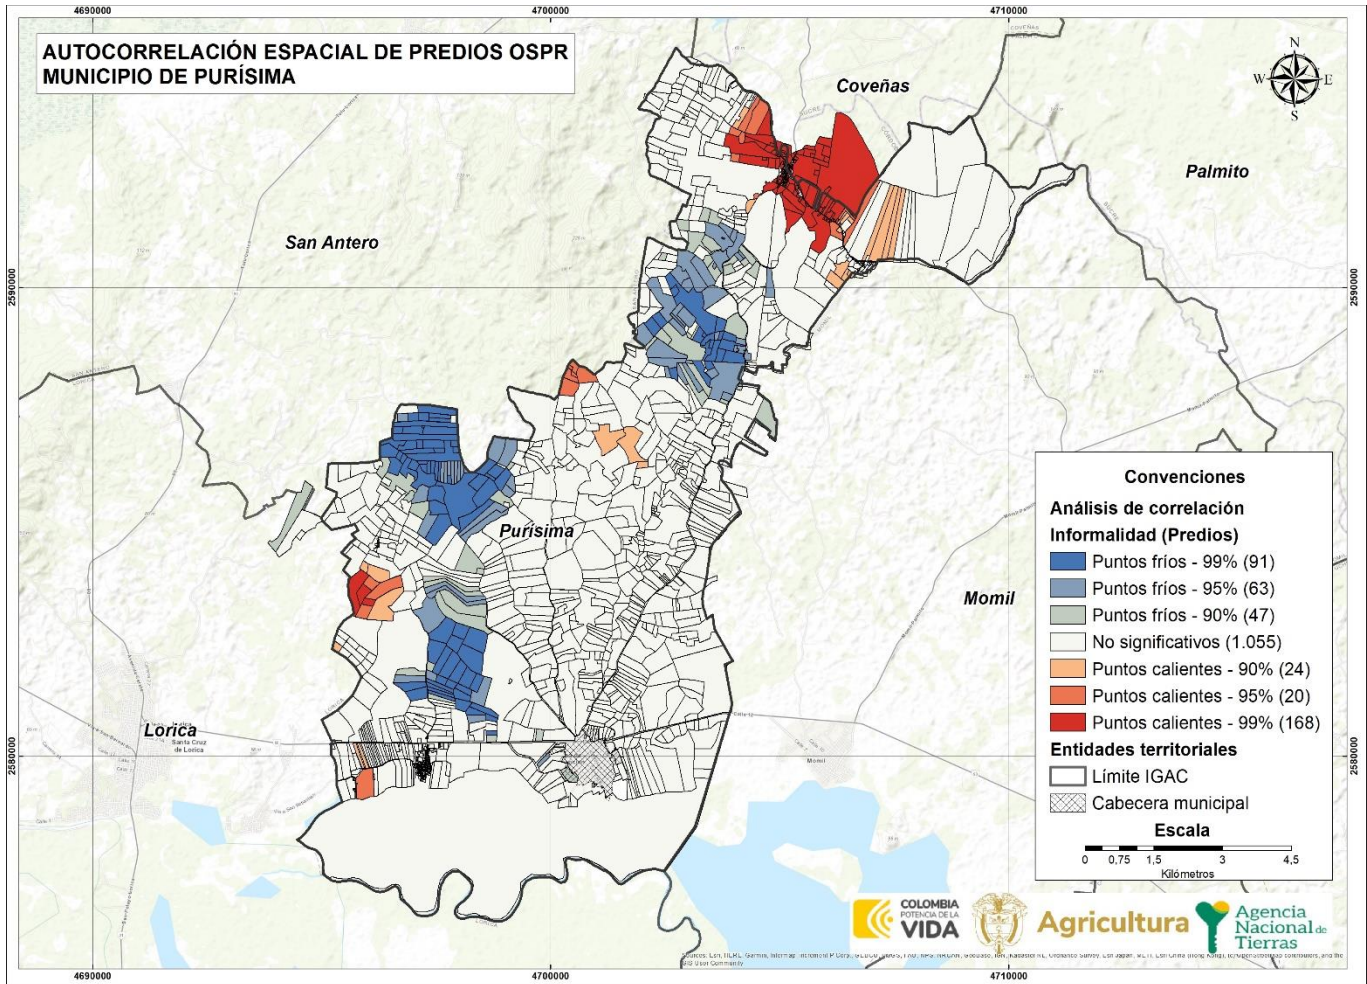 4690000
4700000
4710000
AUTOCORRELACIÓN ESPACIAL DE PREDIOS OSPR
MUNICIPIO DE PURÍSIMA
N
W E
S
Coveñas
Palmito
San Antero
2590000
2590000
Purísima
Momil
Lorica
Santa Cruz
de Lorica
Momil
2580000
2580000
Convenciones
Análisis de correlación
Informalidad (Predios)
Puntos fríos - 99% (91)
Puntos fríos - 95% (63)
Puntos fríos - 90% (47)
No significativos (1.055)
Puntos calientes - 90% (24)
Puntos calientes - 95% (20)
Puntos calientes - 99% (168)
Entidades territoriales
Límite IGAC
Cabecera municipal
Escala
0 0,75 1,5 3 4,5
Kilómetros
COLOMBIA
POTENCIA DE LA
VIDA
Agricultura
Agencia
Nacional de
Tierras
4690000
4700000
4710000